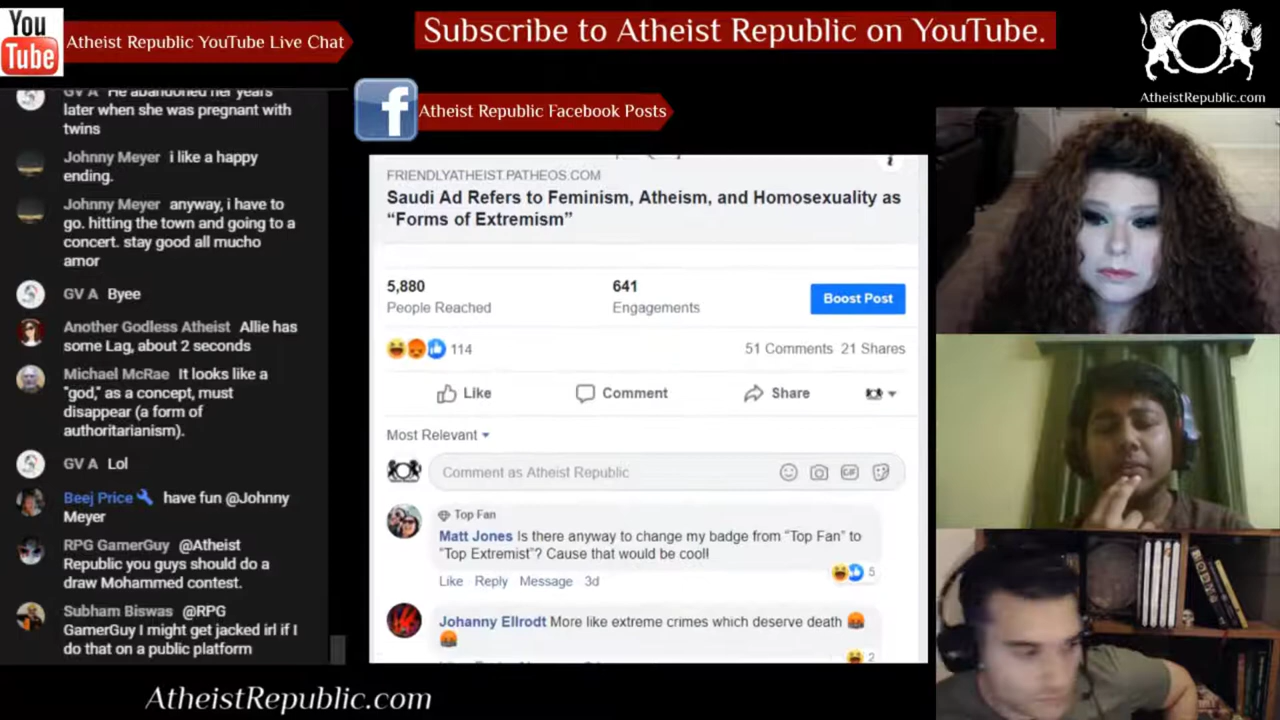 You
Tube
Atheist Republic YouTube Live Chat
Subscribe to Atheist Republic on YouTube.
AtheistRepublic.com
f
Atheist Republic Facebook Posts
GV A He abandoned her years
later when she was pregnant with
twins
Johnny Meyer i like a happy
ending.
Johnny Meyer anyway, i have to
go. hitting the town and going to a
concert. stay good all mucho
amor
GV A Byee
Another Godless Atheist Allie has
some Lag, about 2 seconds
Michael McRae It looks like a
"god," as a concept, must
disappear (a form of
authoritarianism).
GV A Lol
Beej Price have fun @Johnny
Meyer
RPG GamerGuy @Atheist
Republic you guys should do a
draw Mohammed contest.
Subham Biswas @RPG
GamerGuy I might get jacked irl if I
do that on a public platform
FRIENDLYATHEIST.PATHEOS.COM
i
Saudi Ad Refers to Feminism, Atheism, and Homosexuality as
“Forms of Extremism”
5,880 641
People Reached Engagements Boost Post
114 51 Comments 21 Shares
Like Comment Share
Most Relevant
Comment as Atheist Republic GIF
Top Fan
Matt Jones Is there anyway to change my badge from “Top Fan” to
“Top Extremist”? Cause that would be cool!
Like Reply Message 3d 5
Johanny Ellrodt More like extreme crimes which deserve death
2
AtheistRepublic.com